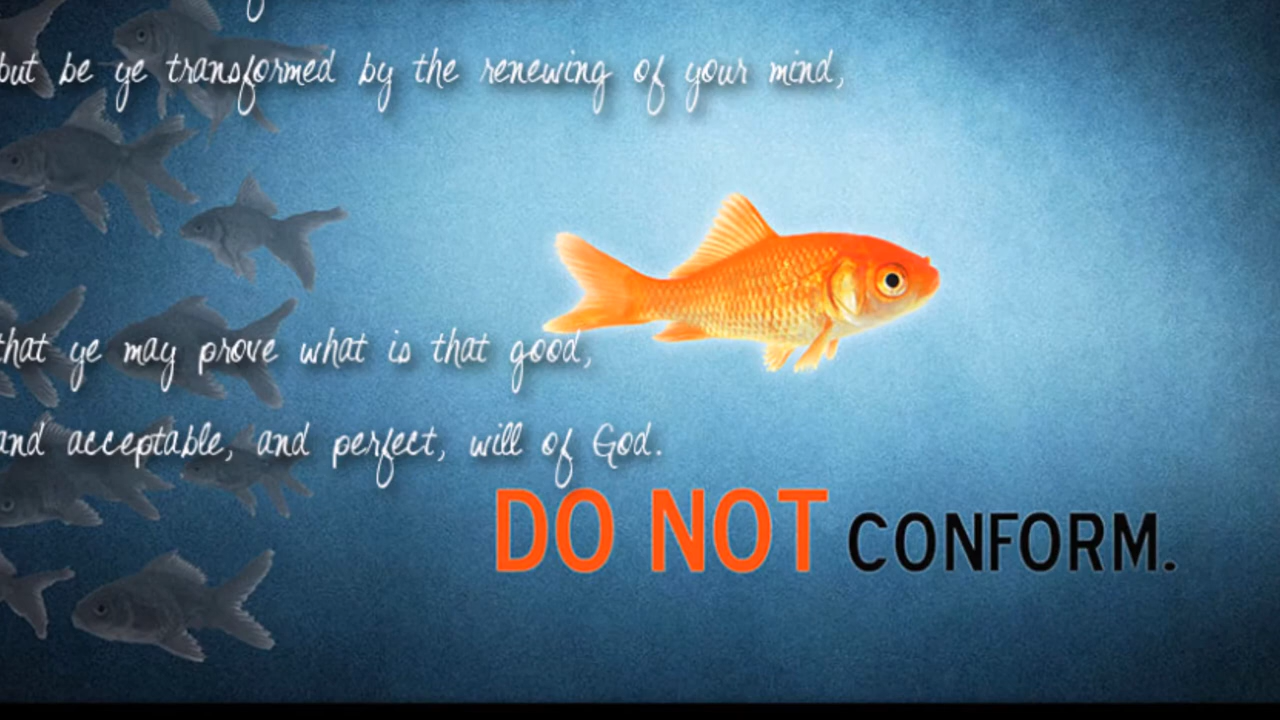 but be ye transformed by the renewing of your mind,
that ye may prove what is that good,
and acceptable, and perfect, will of God.
DO NOT CONFORM.